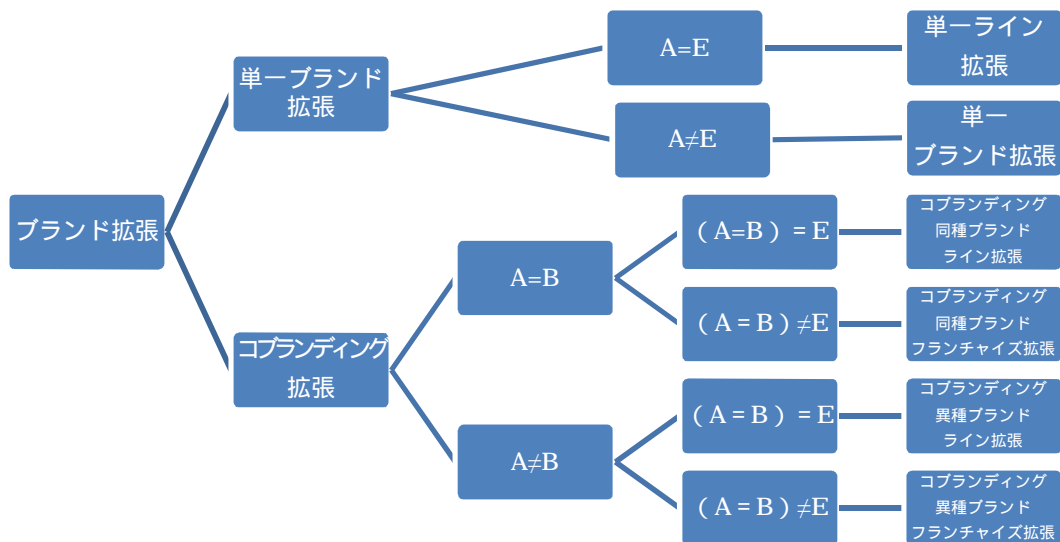 ブランド拡張
単一ブランド
拡張
A=E
単一ライン
拡張
A≠E
単一
ブランド拡張
コブランディング
拡張
A=B
(A=B)=E
コブランディング
同種ブランド
ライン拡張
(A=B)≠E
コブランディング
同種ブランド
フランチャイズ拡張
A≠B
(A=B)=E
コブランディング
異種ブランド
ライン拡張
(A=B)≠E
コブランディング
異種ブランド
フランチャイズ拡張